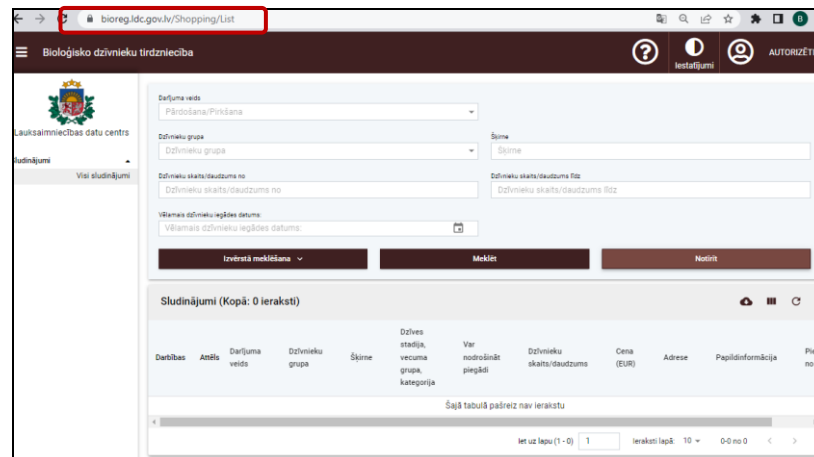 bioreg.ldc.gov.lv/Shopping/List
B
Bioloģisko dzīvnieku tirdzniecība
?
Iestatījumi
AUTORIZĒTI
Lauksaimniecības datu centrs
Sludinājumi
Visi sludinājumi
Darījuma veids
Pārdošana/Pirkšana
Dzīvnieku grupa
Šķirne
Dzīvnieku grupa
Šķirne
Dzīvnieku skaits/daudzums no
Dzīvnieku skaits/daudzums līdz
Dzīvnieku skaits/daudzums no
Dzīvnieku skaits/daudzums līdz
Vēlamais dzīvnieku iegādes datums:
Vēlamais dzīvnieku iegādes datums:
Izvērstā meklēšana
Meklēt
Notīrīt
Sludinājumi (Kopā: 0 ieraksti)
Darbības
Attēls
Darījuma
veids
Dzīvnieku
grupa
Šķirne
Dzīves
stadija,
vecuma
grupa,
kategorija
Var
nodrošināt
piegādi
Dzīvnieku
skaits/daudzums
Cena
(EUR)
Adrese
Papildinformācija
Pie
no
Šajā tabulā pašreiz nav ierakstu
Iet uz lapu (1 - 0) 1
Ieraksti lapā: 10
0-0 no 0